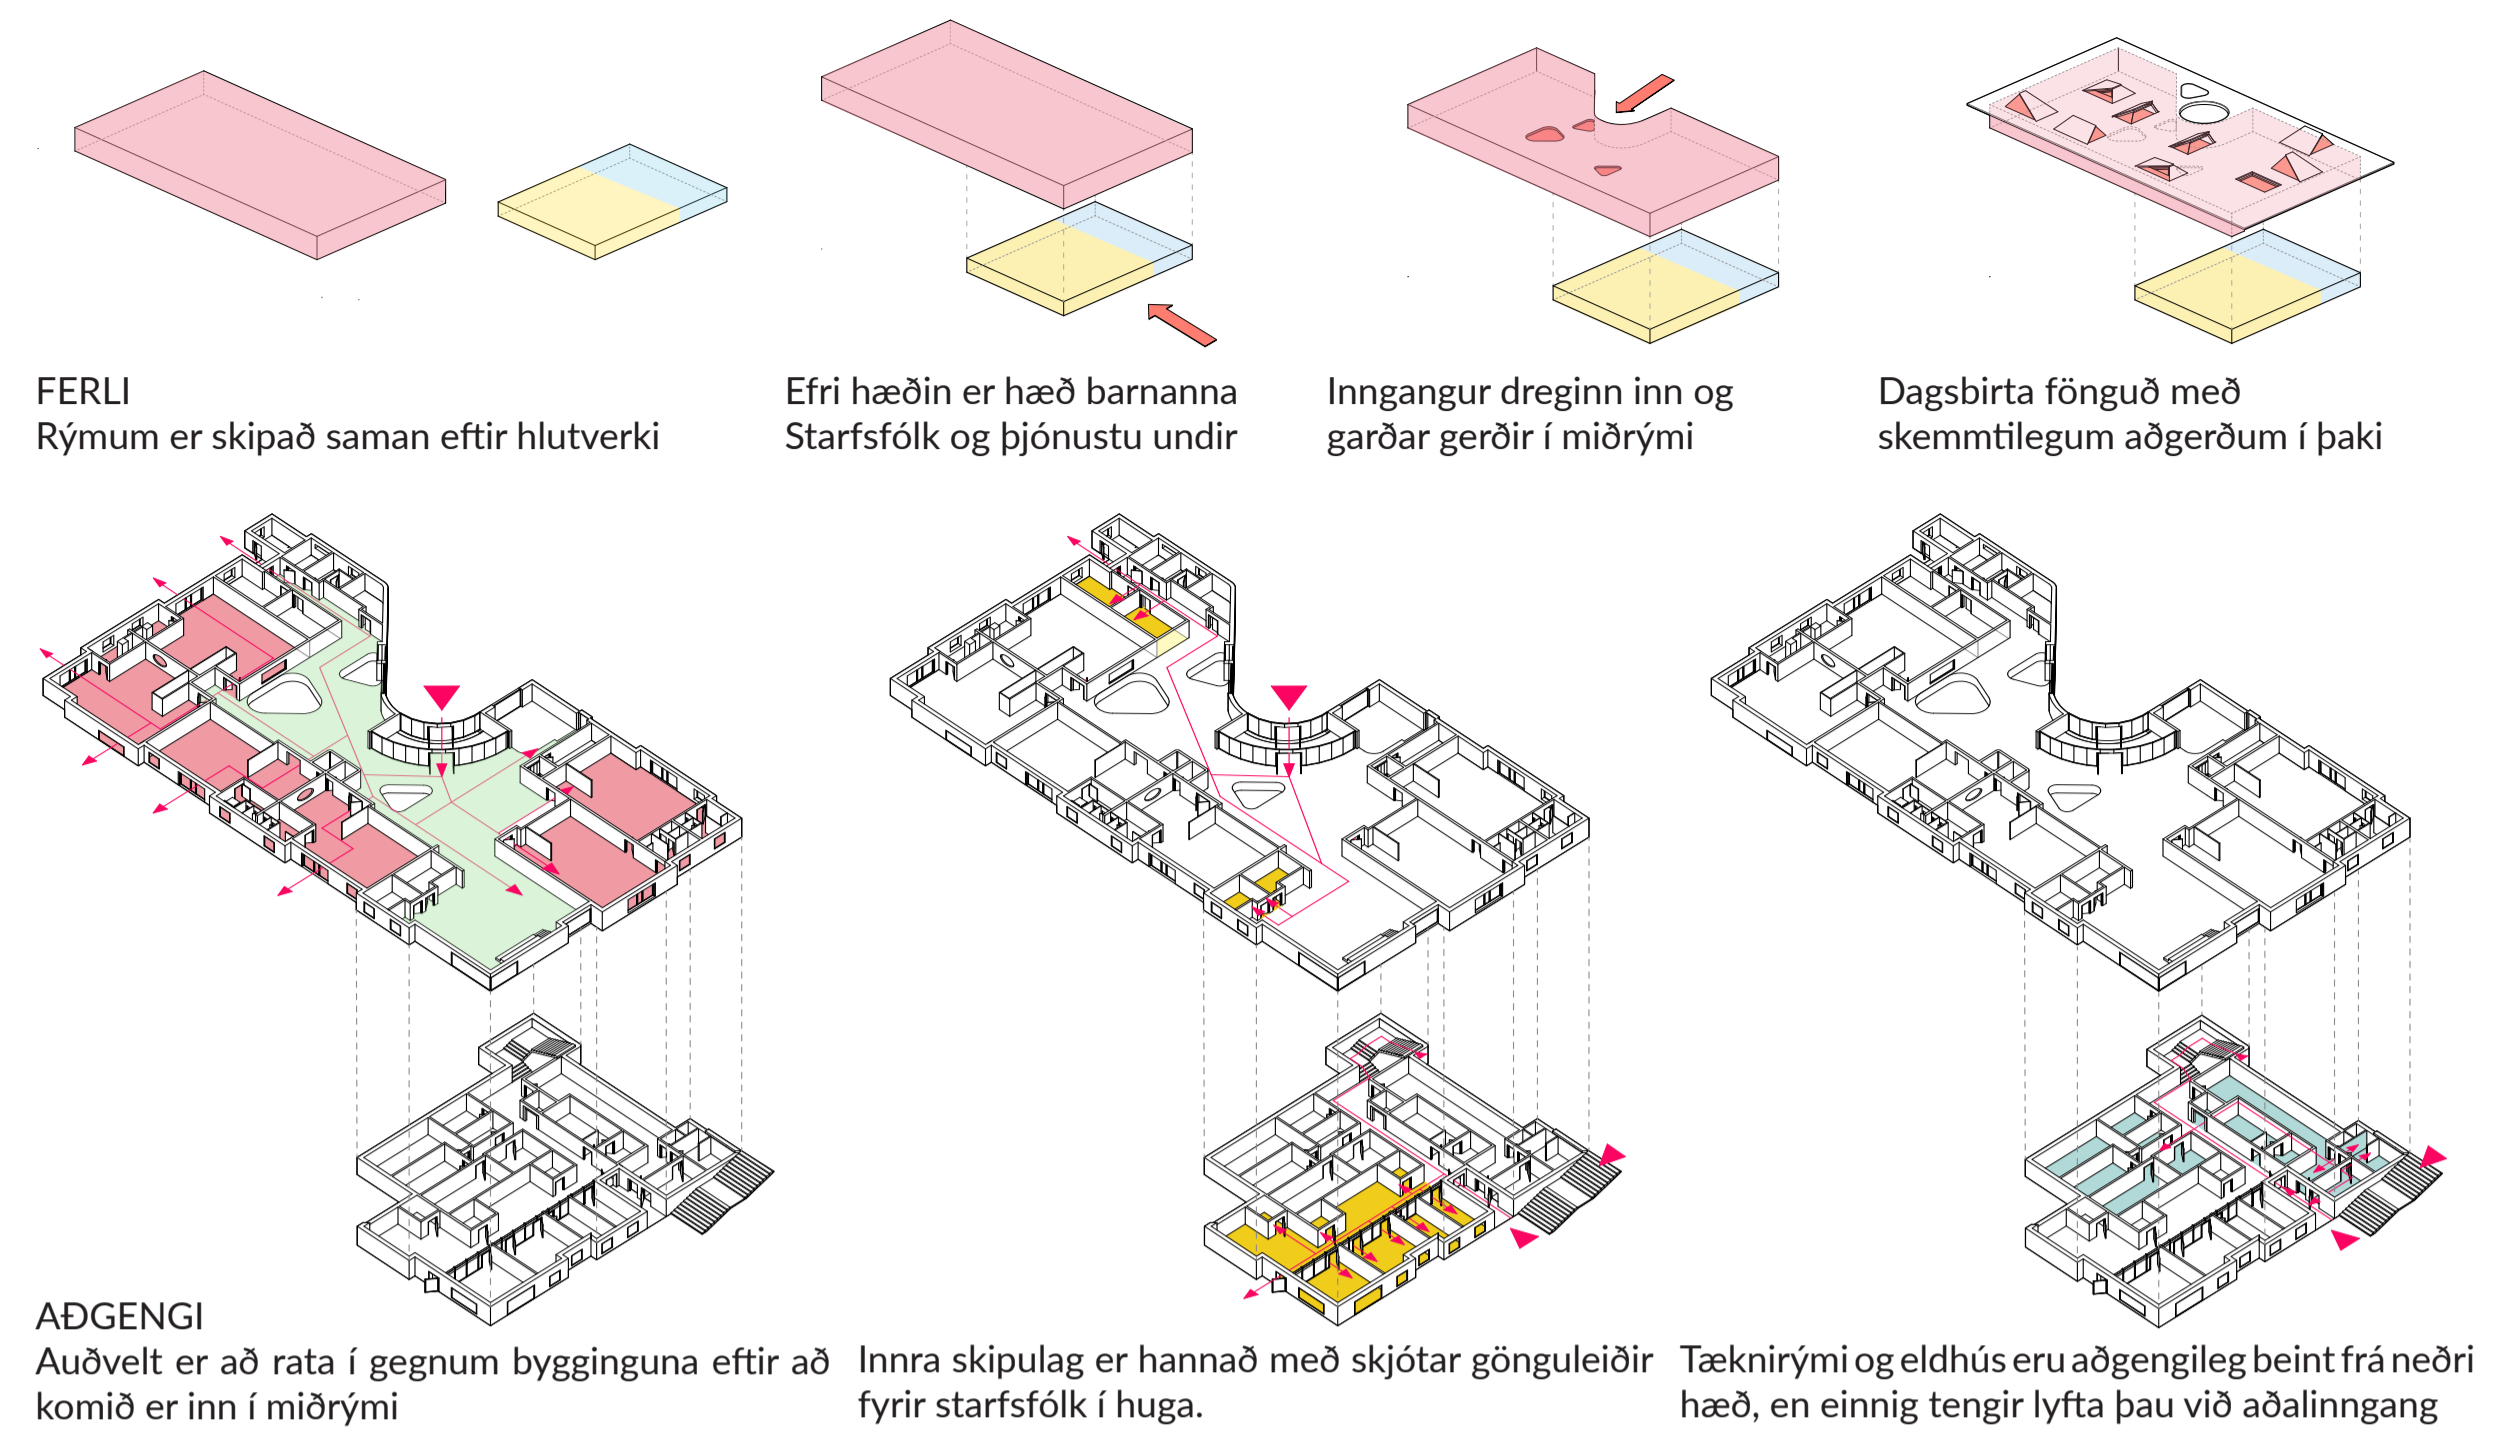 FERLI
Rýmum er skipað saman eftir hlutverki
Efri hæðin er hæð barnanna
Starfsfólk og þjónustu undir
Inngangur dreginn inn og
garðar gerðir í miðrými
Dagsbirta fönguð með
skemmtilegum aðgerðum í þaki
AÐGENGI
Auðvelt er að rata í gegnum bygginguna eftir að
komið er inn í miðrými
Innra skipulag er hannað með skjótar gönguleiðir
fyrir starfsfólk í huga.
Tæknirými og eldhús eru aðgengileg beint frá neðri
hæð, en einnig tengir lyfta þau við aðalinngang